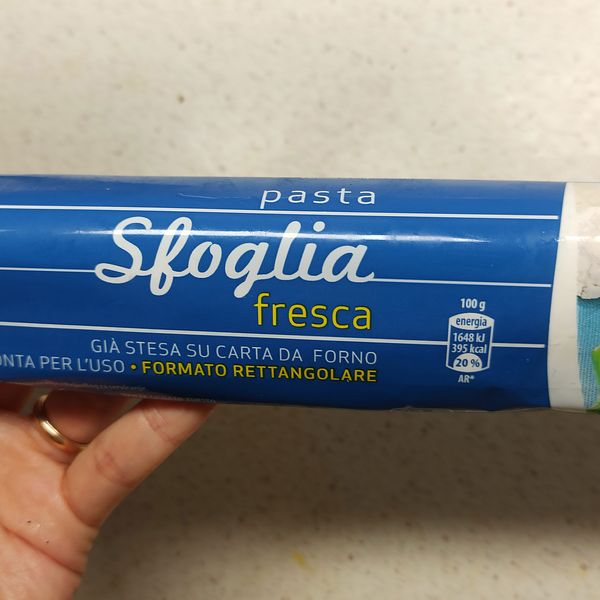 pasta
Sfoglia
fresca
GIÀ STESA SU CARTA DA FORNO
PER L'USO • FORMATO RETTANGOLARE
100 g
energia
1648 kJ
395 kcal
20 %
AR*